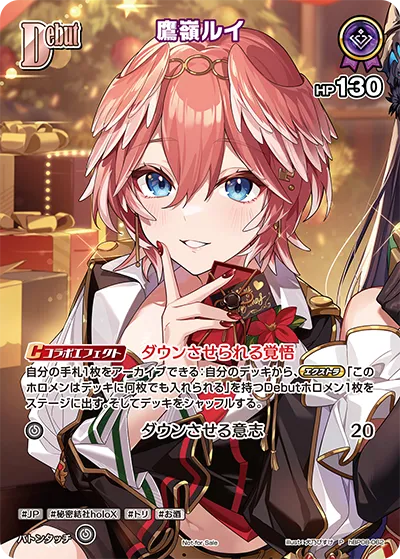 Debut
鷹嶺ルイ
HP 130
コラボエフェクト ダウンさせられる覚悟
自分の手札1枚をアーカイブできる:自分のデッキから、エクストラ「この
ホロメンはデッキに何枚でも入れられる」を持つDebutホロメン1枚を
ステージに出す。そしてデッキをシャッフルする。
ダウンさせる意志 20
#JP #秘密結社holoX #トリ #お酒
バトンタッチ
Not for Sale
P hBP06-062